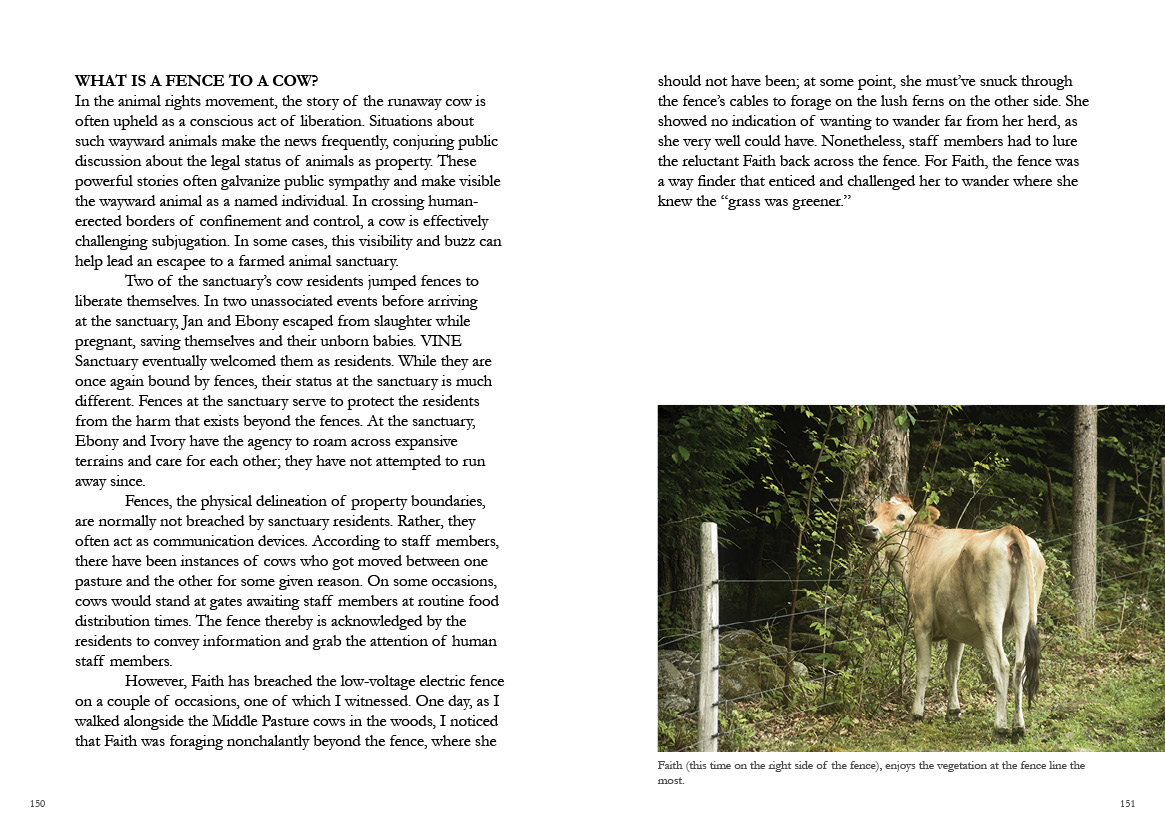 WHAT IS A FENCE TO A COW?
In the animal rights movement, the story of the runaway cow is
often upheld as a conscious act of liberation. Situations about
such wayward animals make the news frequently, conjuring public
discussion about the legal status of animals as property. These
powerful stories often galvanize public sympathy and make visible
the wayward animal as a named individual. In crossing human-
erected borders of confinement and control, a cow is effectively
challenging subjugation. In some cases, this visibility and buzz can
help lead an escapee to a farmed animal sanctuary.
Two of the sanctuary’s cow residents jumped fences to
liberate themselves. In two unassociated events before arriving
at the sanctuary, Jan and Ebony escaped from slaughter while
pregnant, saving themselves and their unborn babies. VINE
Sanctuary eventually welcomed them as residents. While they are
once again bound by fences, their status at the sanctuary is much
different. Fences at the sanctuary serve to protect the residents
from the harm that exists beyond the fences. At the sanctuary,
Ebony and Ivory have the agency to roam across expansive
terrains and care for each other; they have not attempted to run
away since.
Fences, the physical delineation of property boundaries,
are normally not breached by sanctuary residents. Rather, they
often act as communication devices. According to staff members,
there have been instances of cows who got moved between one
pasture and the other for some given reason. On some occasions,
cows would stand at gates awaiting staff members at routine food
distribution times. The fence thereby is acknowledged by the
residents to convey information and grab the attention of human
staff members.
However, Faith has breached the low-voltage electric fence
on a couple of occasions, one of which I witnessed. One day, as I
walked alongside the Middle Pasture cows in the woods, I noticed
that Faith was foraging nonchalantly beyond the fence, where she
150
should not have been; at some point, she must’ve snuck through
the fence’s cables to forage on the lush ferns on the other side. She
showed no indication of wanting to wander far from her herd, as
she very well could have. Nonetheless, staff members had to lure
the reluctant Faith back across the fence. For Faith, the fence was
a way finder that enticed and challenged her to wander where she
knew the “grass was greener.”
Faith (this time on the right side of the fence), enjoys the vegetation at the fence line the
most.
151